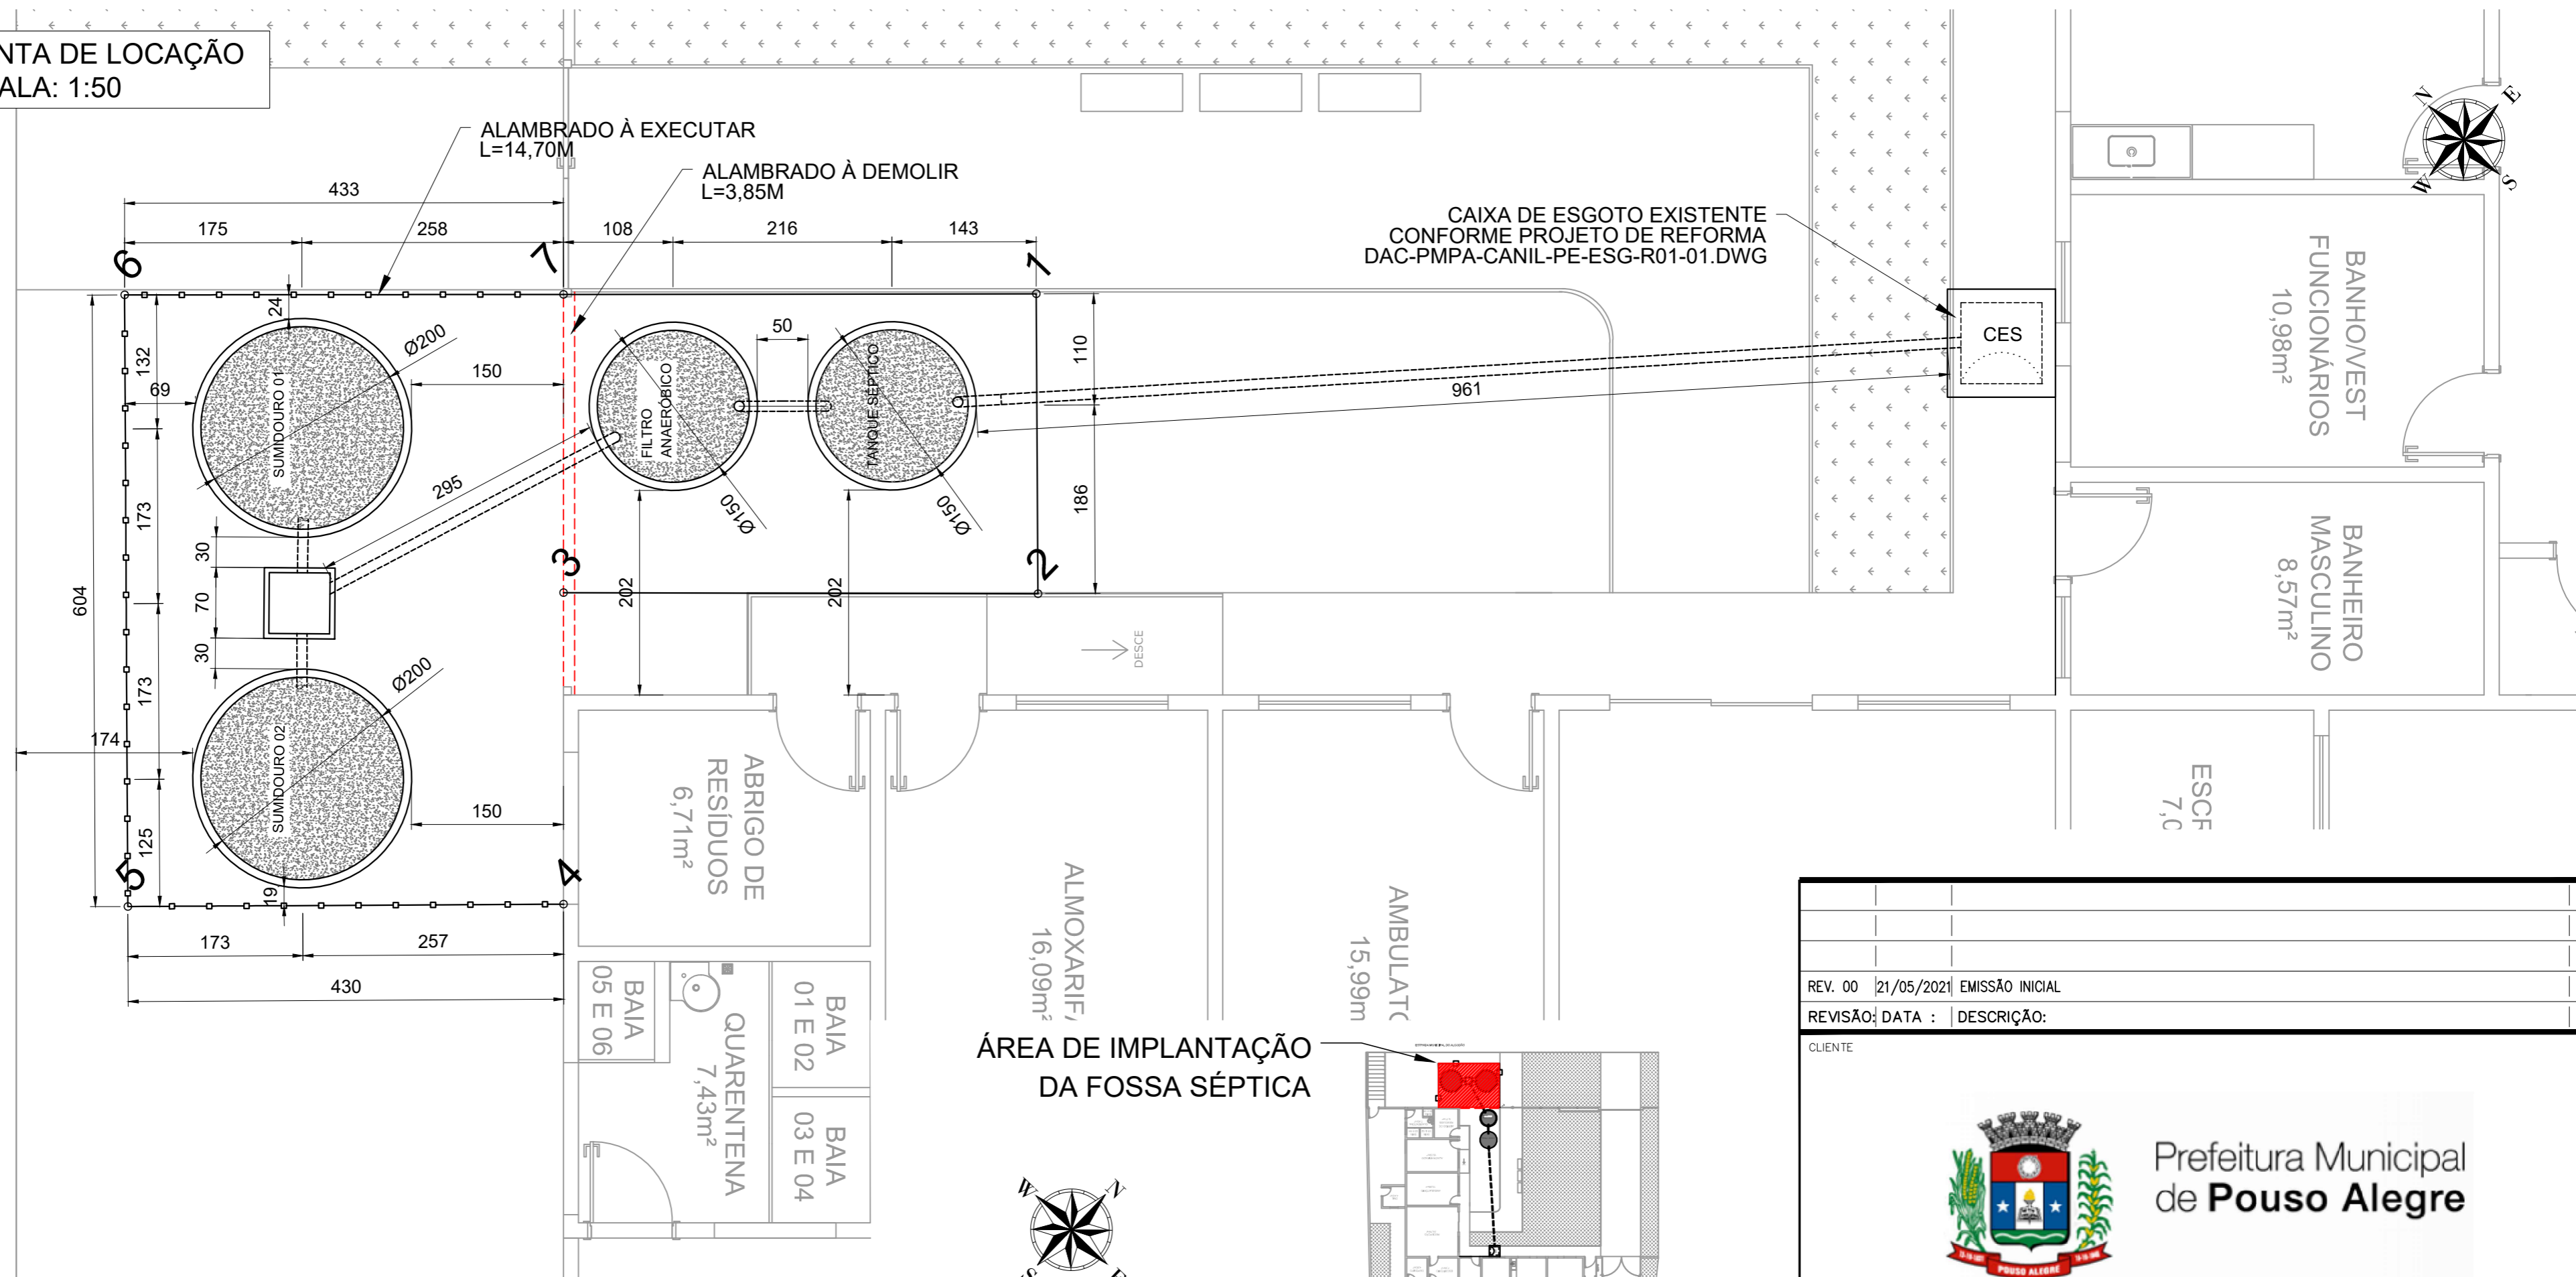 NTA DE LOCAÇÃO
ALA: 1:50
ALAMBRADO À EXECUTAR
L=14,70M
ALAMBRADO À DEMOLIR
L=3,85M
CAIXA DE ESGOTO EXISTENTE
CONFORME PROJETO DE REFORMA
DAC-PMPA-CANIL-PE-ESG-R01-01.DWG
N
E
W
S
433
175
258
108
216
143
6
7
1
24
132
69
Ø200
150
SUMIDOURO 01
FILTRO
ANAERÓBICO
50
TANQUE SÉPTICO
110
961
CES
295
Ø150
Ø150
186
173
30
70
30
604
3
2
202
202
DESCE
173
174
Ø200
SUMIDOURO 02
150
125
5
19
4
173
257
430
BANHO/VEST
FUNCIONÁRIOS
10,98m²
BANHEIRO
MASCULINO
8,57m²
ABRIGO DE
RESÍDUOS
6,71m²
ALMOXARIFA
16,09m²
AMBULATO
15,99m
ESCR
7,0
BAIA
05 E 06
QUARENTENA
7,43m²
BAIA
01 E 02
BAIA
03 E 04
ÁREA DE IMPLANTAÇÃO
DA FOSSA SÉPTICA
W
N
S
E
REV. 00 21/05/2021 EMISSÃO INICIAL
REVISÃO: DATA : DESCRIÇÃO:
CLIENTE
Prefeitura Municipal
de Pouso Alegre
POUSO ALEGRE